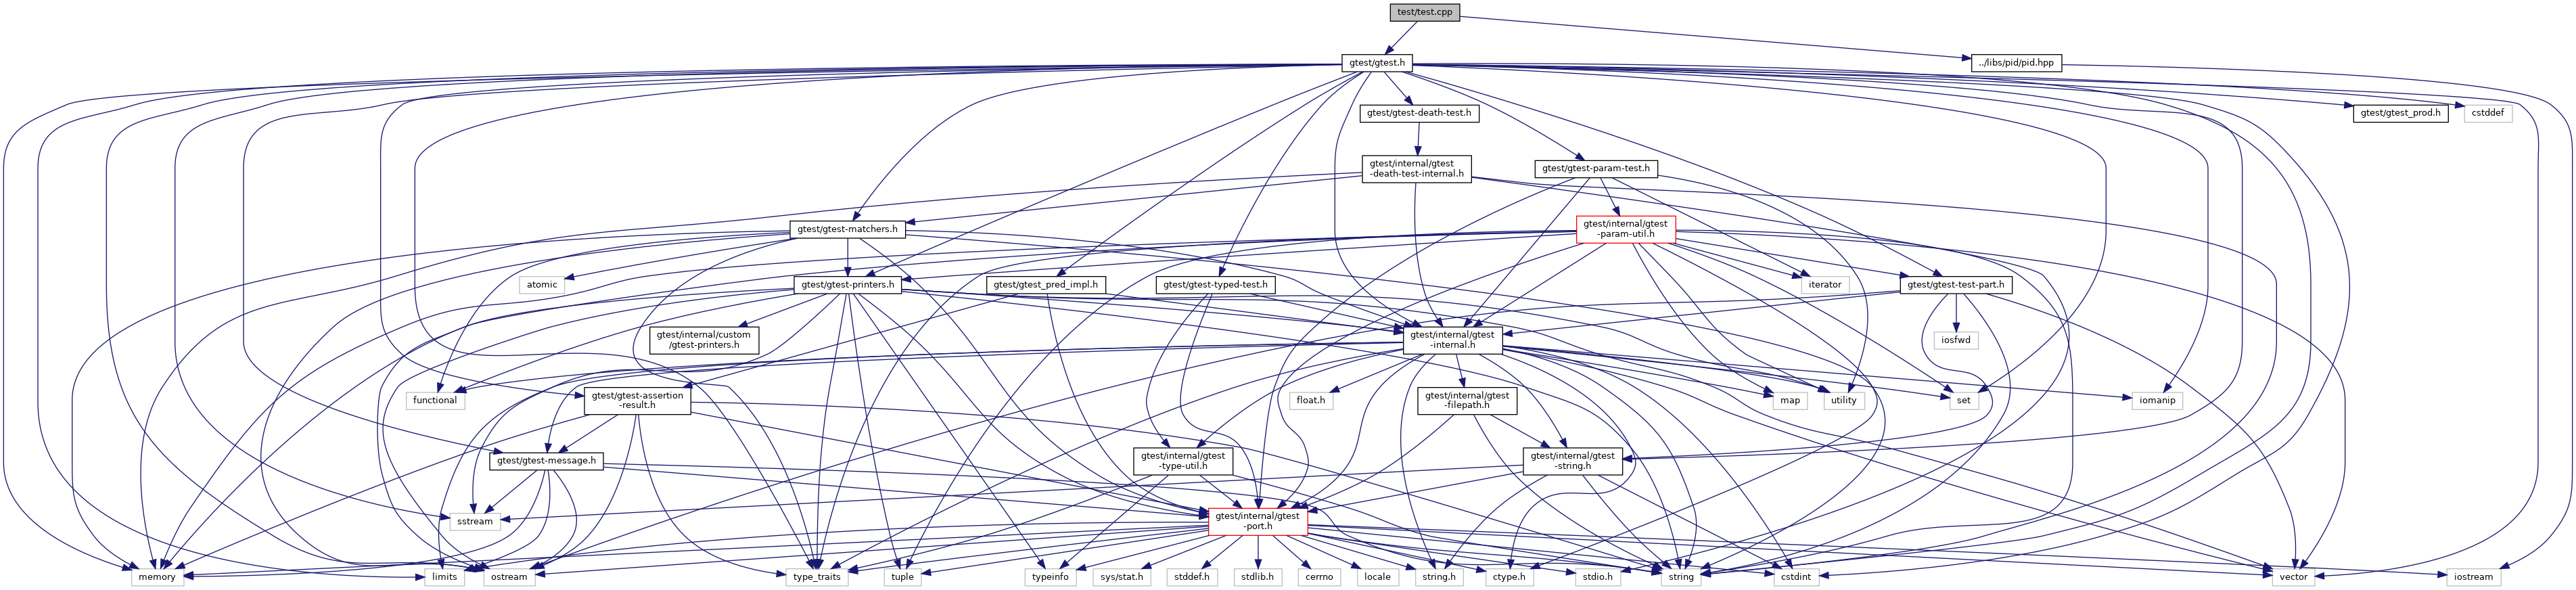 test/test.cpp
gtest/gtest.h
../libs/pid/pid.hpp
gtest/gtest-death-test.h
gtest/gtest_prod.h
cstddef
gtest/internal/gtest
-death-test-internal.h
gtest/gtest-param-test.h
gtest/gtest-matchers.h
gtest/internal/gtest
-param-util.h
atomic
gtest/gtest-printers.h
gtest/gtest_pred_impl.h
gtest/gtest-typed-test.h
iterator
gtest/gtest-test-part.h
gtest/internal/custom
/gtest-printers.h
gtest/internal/gtest
-internal.h
iosfwd
functional
gtest/gtest-assertion
-result.h
float.h
gtest/internal/gtest
-filepath.h
map
utility
set
iomanip
gtest/gtest-message.h
gtest/internal/gtest
-type-util.h
gtest/internal/gtest
-string.h
sstream
gtest/internal/gtest
-port.h
memory
limits
ostream
type_traits
tuple
typeinfo
sys/stat.h
stddef.h
stdlib.h
cerrno
locale
string.h
ctype.h
stdio.h
string
cstdint
iostream
vector